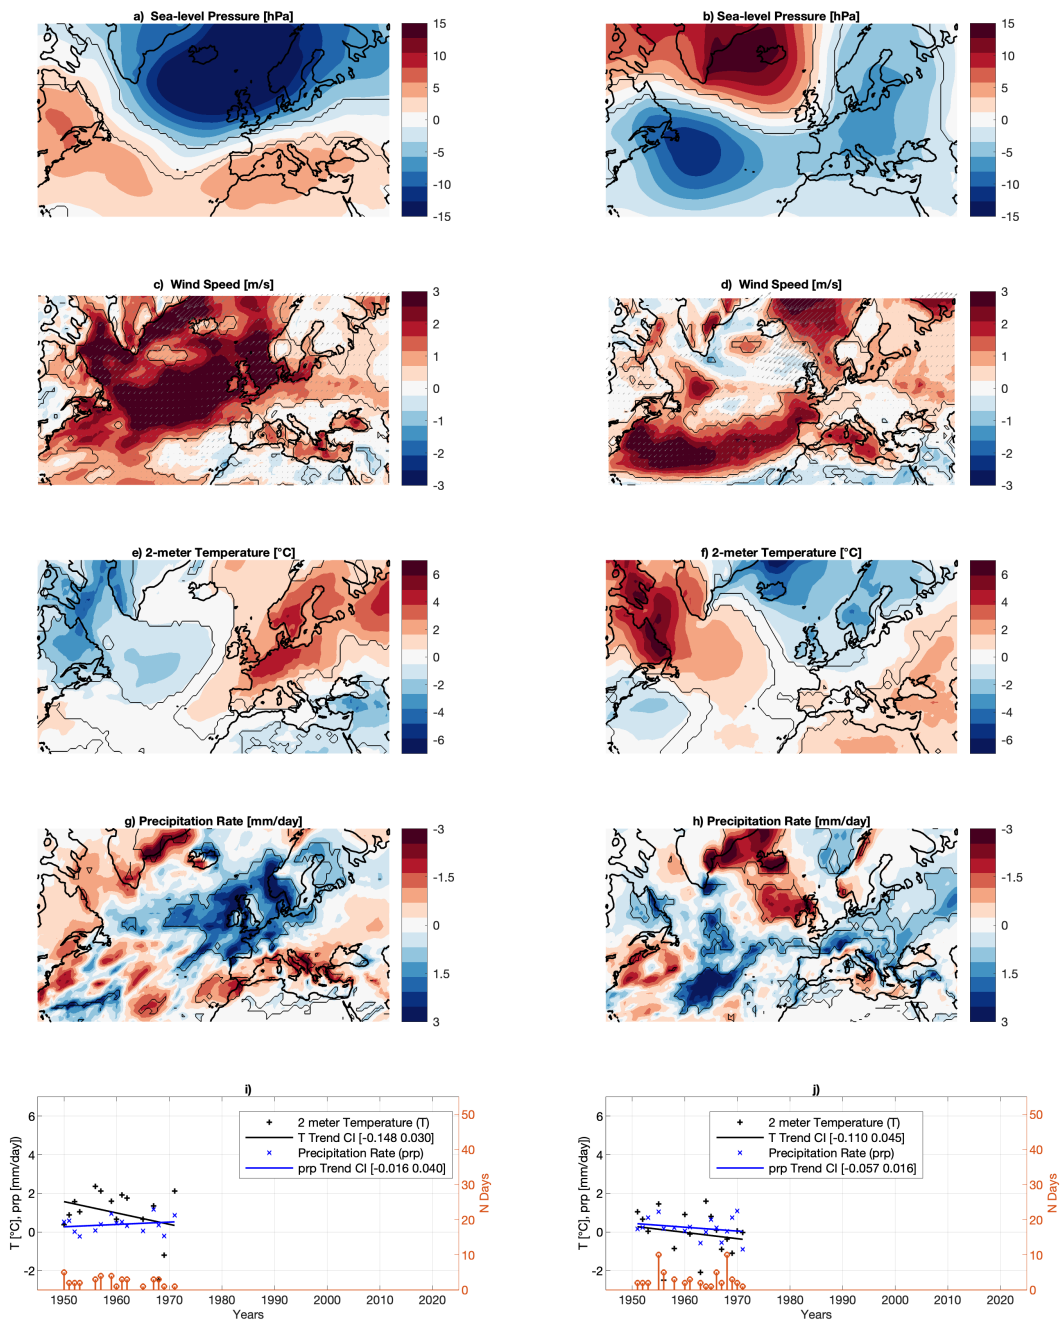 a) Sea-level Pressure [hPa]
15
10
5
0
-5
-10
-15
b) Sea-level Pressure [hPa]
15
10
5
0
-5
-10
-15
c) Wind Speed [m/s]
3
2
1
0
-1
-2
-3
d) Wind Speed [m/s]
3
2
1
0
-1
-2
-3
e) 2-meter Temperature [°C]
6
4
2
0
-2
-4
-6
f) 2-meter Temperature [°C]
6
4
2
0
-2
-4
-6
g) Precipitation Rate [mm/day]
-3
-1.5
0
1.5
3
h) Precipitation Rate [mm/day]
-3
-1.5
0
1.5
3
i)
T [°C], prp [mm/day]
6
4
2
0
-2
2 meter Temperature (T)
T Trend CI [-0.148 0.030]
Precipitation Rate (prp)
prp Trend CI [-0.016 0.040]
50
40
30
20
10
0
N Days
1950 1960 1970 1980 1990 2000 2010 2020
Years
j)
T [°C], prp [mm/day]
6
4
2
0
-2
2 meter Temperature (T)
T Trend CI [-0.110 0.045]
Precipitation Rate (prp)
prp Trend CI [-0.057 0.016]
50
40
30
20
10
0
N Days
1950 1960 1970 1980 1990 2000 2010 2020
Years